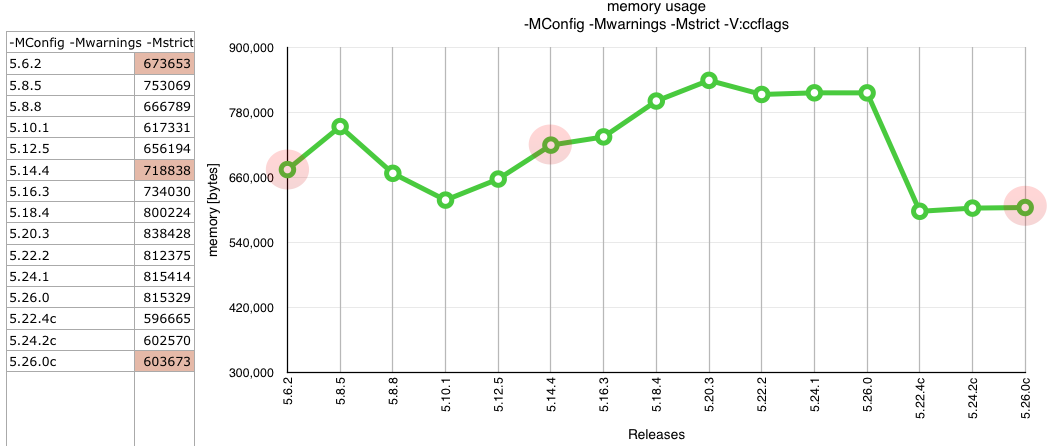 memory usage
-MConfig -Mwarnings -Mstrict -V:ccflags
-MConfig -Mwarnings -Mstrict
5.6.2 673653
5.8.5 753069
5.8.8 666789
5.10.1 617331
5.12.5 656194
5.14.4 718838
5.16.3 734030
5.18.4 800224
5.20.3 838428
5.22.2 812375
5.24.1 815414
5.26.0 815329
5.22.4c 596665
5.24.2c 602570
5.26.0c 603673
memory [bytes]
900,000
780,000
660,000
540,000
420,000
300,000
5.6.2
5.8.5
5.8.8
5.10.1
5.12.5
5.14.4
5.16.3
5.18.4
5.20.3
5.22.2
5.24.1
5.26.0
5.22.4c
5.24.2c
5.26.0c
Releases